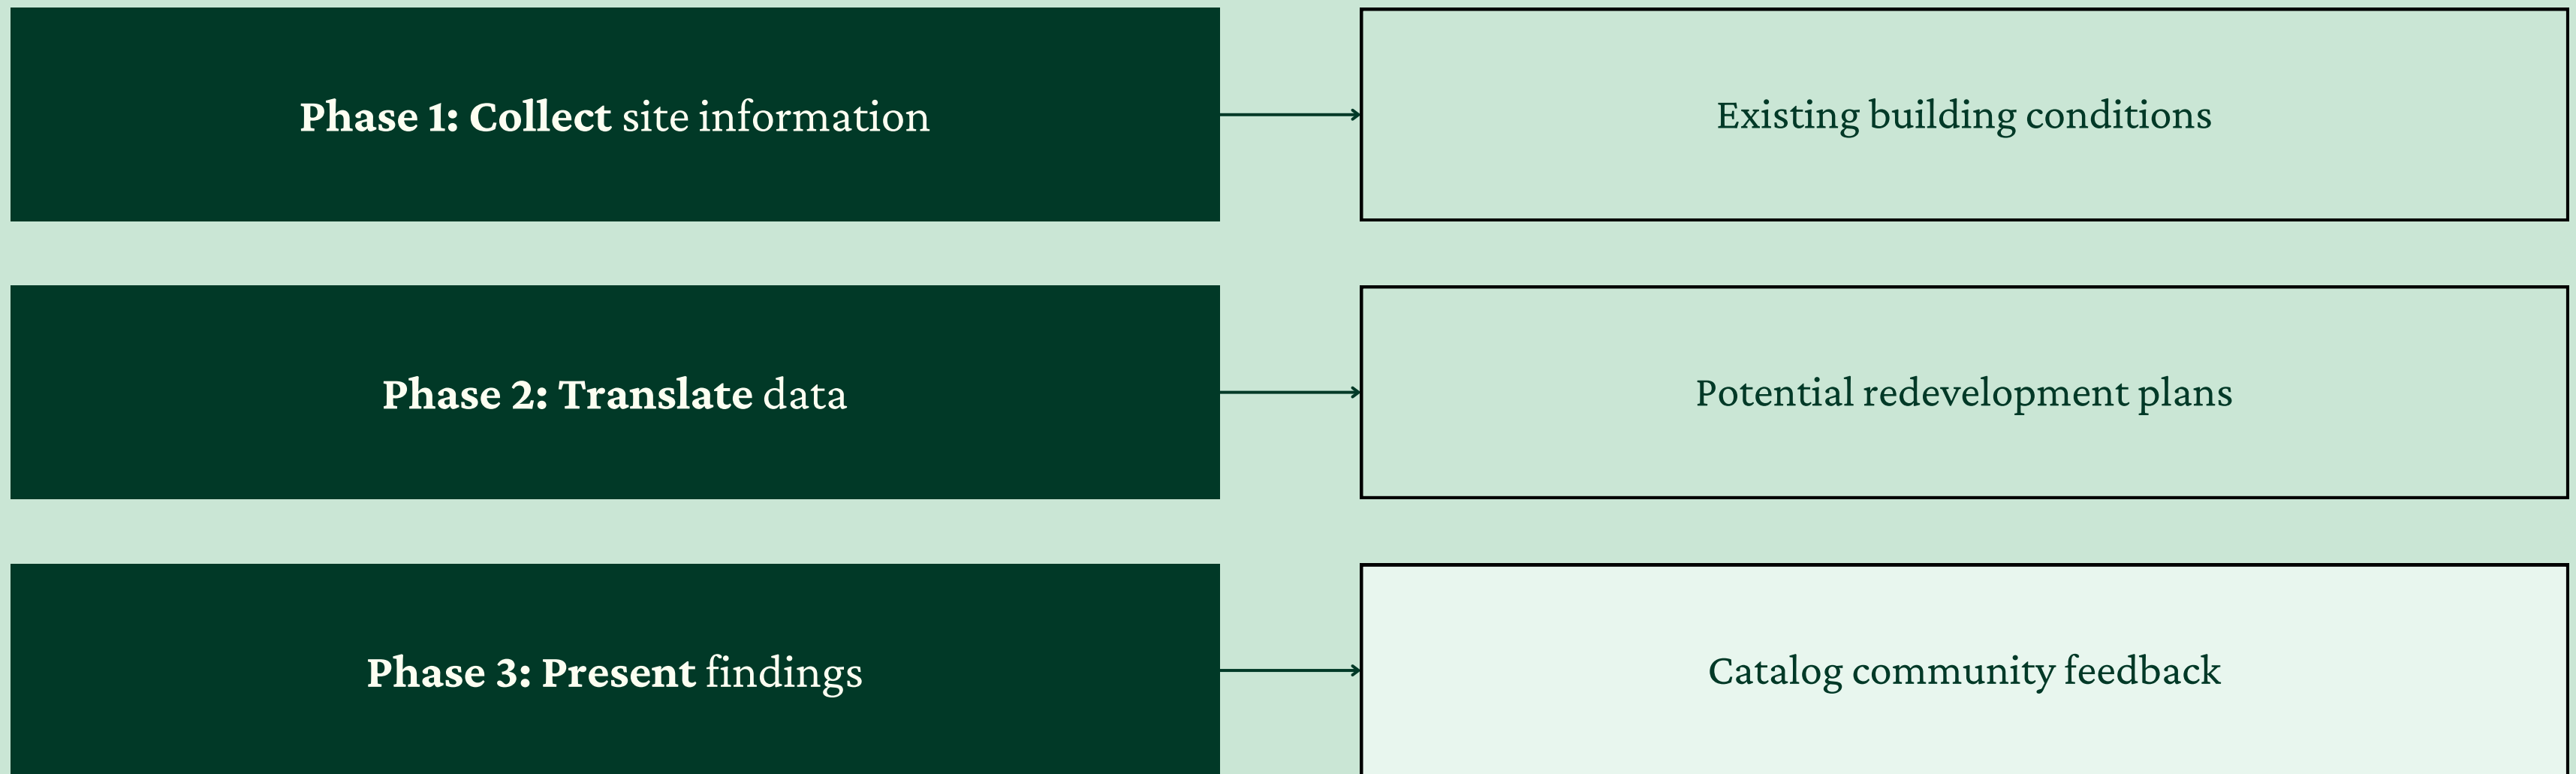 Phase 1: Collect site information
Existing building conditions
Phase 2: Translate data
Potential redevelopment plans
Phase 3: Present findings
Catalog community feedback